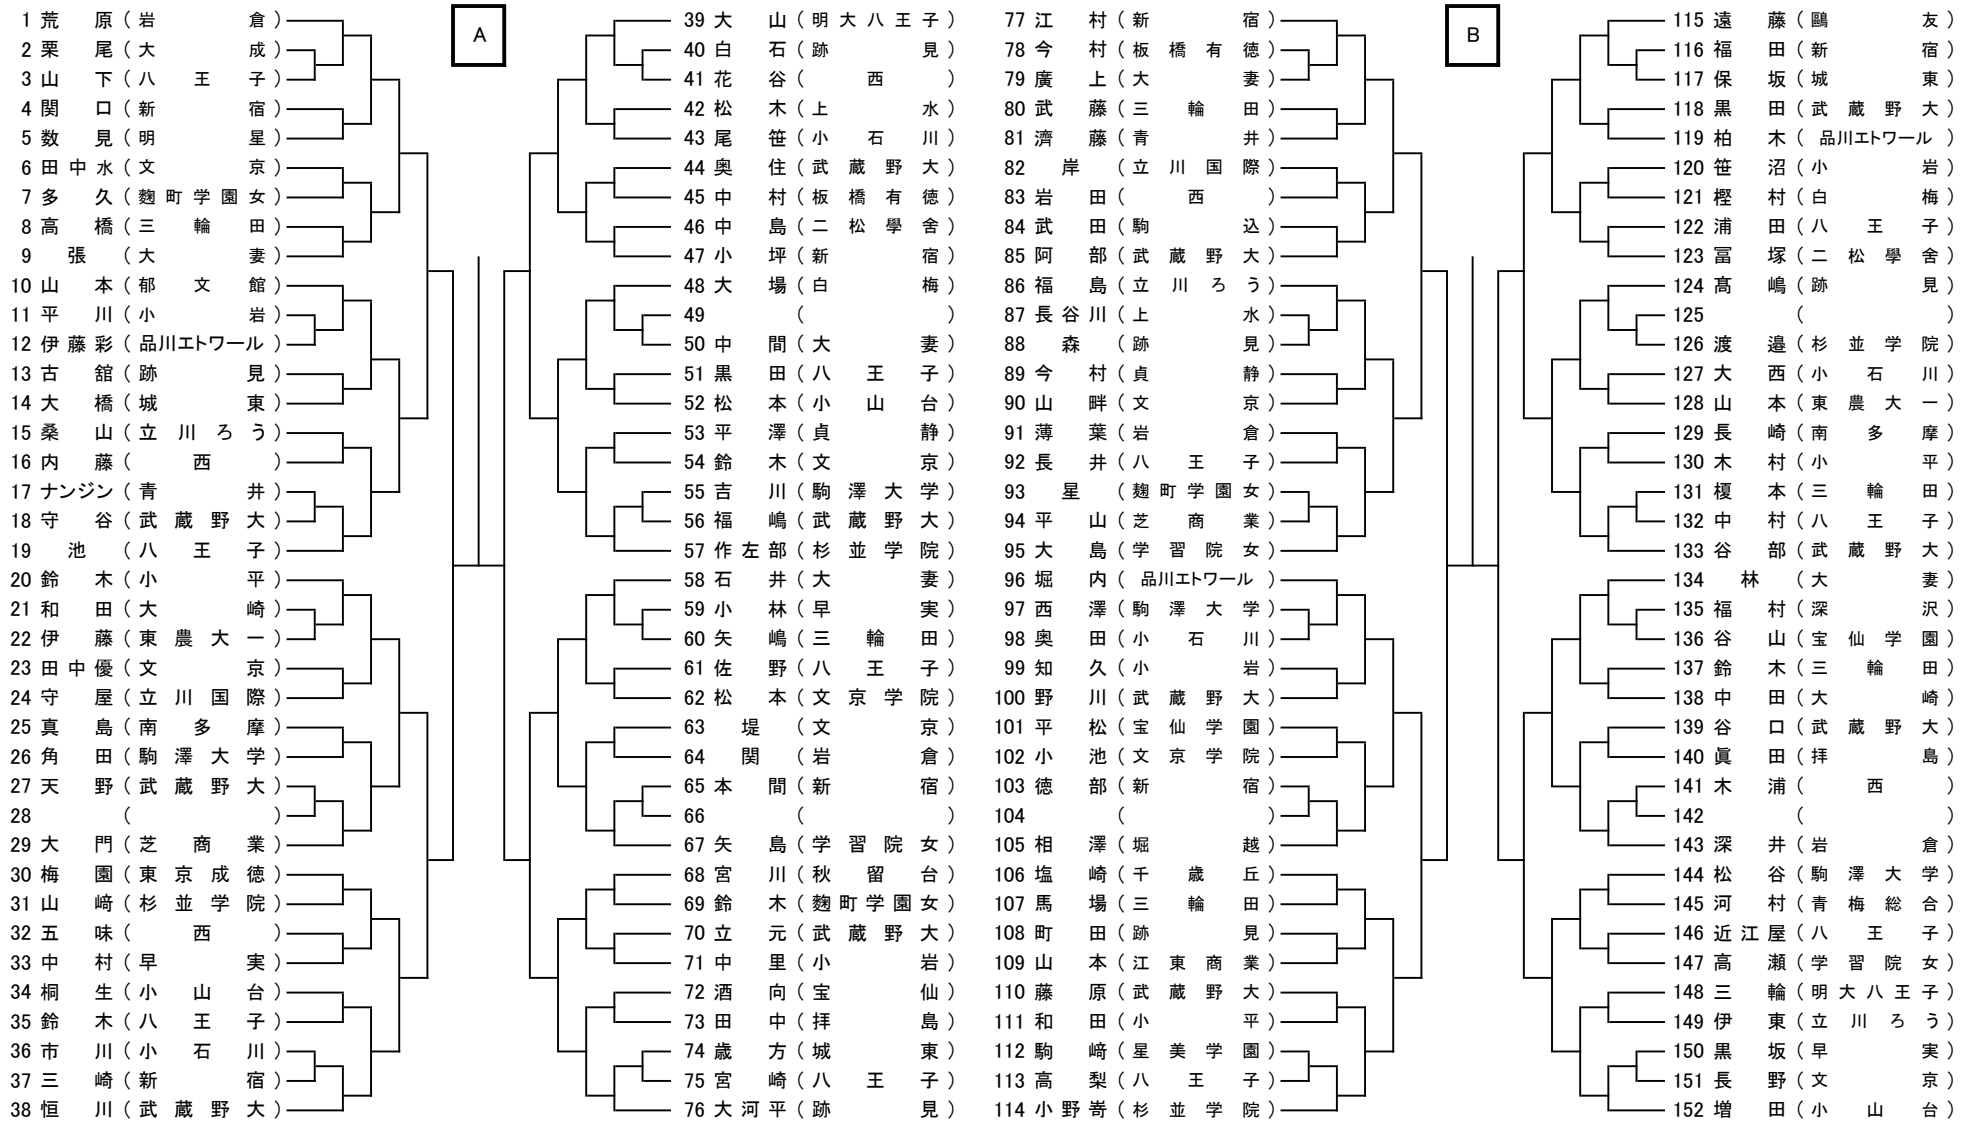 A
B
1 荒原(岩倉)
2 栗尾(大成)
3 山下(八王子)
4 関口(新宿)
5 数見(明星)
6 田中水(文京)
7 多久(麹町学園女)
8 高橋(三輪田)
9 張(大妻)
10 山本(郁文館)
11 平川(小岩)
12 伊藤彩(品川エトワール)
13 古舘(跡見)
14 大橋(城東)
15 桑山(立川ろう)
16 内藤(西)
17 ナンジン(青井)
18 守谷(武蔵野大)
19 池(八王子)
20 鈴木(小平)
21 和田(大崎)
22 伊藤(東農大一)
23 田中優(文京)
24 守屋(立川国際)
25 真島(南多摩)
26 角田(駒澤大学)
27 天野(武蔵野大)
28 ( )
29 大門(芝商業)
30 梅園(東京成徳)
31 山﨑(杉並学院)
32 五味(西)
33 中村(早実)
34 桐生(小山台)
35 鈴木(八王子)
36 市川(小石川)
37 三崎(新宿)
38 恒川(武蔵野大)
39 大山(明大八王子)
40 白石(跡見)
41 花谷(西)
42 松木(上水)
43 尾笹(小石川)
44 奥住(武蔵野大)
45 中村(板橋有徳)
46 中島(二松學舍)
47 小坪(新宿)
48 大場(白梅)
49 ( )
50 中間(大妻)
51 黒田(八王子)
52 松本(小山台)
53 平澤(貞静)
54 鈴木(文京)
55 吉川(駒澤大学)
56 福嶋(武蔵野大)
57 作左部(杉並学院)
58 石井(大妻)
59 小林(早実)
60 矢嶋(三輪田)
61 佐野(八王子)
62 松本(文京学院)
63 堤(文京)
64 関(岩倉)
65 本間(新宿)
66 ( )
67 矢島(学習院女)
68 宮川(秋留台)
69 鈴木(麹町学園女)
70 立元(武蔵野大)
71 中里(小岩)
72 酒向(宝仙)
73 田中(拝島)
74 歳方(城東)
75 宮崎(八王子)
76 大河平(跡見)
77 江村(新宿)
78 今村(板橋有徳)
79 廣上(大妻)
80 武藤(三輪田)
81 濟藤(青井)
82 岸(立川国際)
83 岩田(西)
84 武田(駒込)
85 阿部(武蔵野大)
86 福島(立川ろう)
87 長谷川(上水)
88 森(跡見)
89 今村(貞静)
90 山畔(文京)
91 薄葉(岩倉)
92 長井(八王子)
93 星(麹町学園女)
94 平山(芝商業)
95 大島(学習院女)
96 堀内(品川エトワール)
97 西澤(駒澤大学)
98 奥田(小石川)
99 知久(小岩)
100 野川(武蔵野大)
101 平松(宝仙学園)
102 小池(文京学院)
103 徳部(新宿)
104 ( )
105 相澤(堀越)
106 塩崎(千歳丘)
107 馬場(三輪田)
108 町田(跡見)
109 山本(江東商業)
110 藤原(武蔵野大)
111 和田(小平)
112 駒﨑(星美学園)
113 高梨(八王子)
114 小野嵜(杉並学院)
115 遠藤(鷗友)
116 福田(新宿)
117 保坂(城東)
118 黒田(武蔵野大)
119 柏木(品川エトワール)
120 笹沼(小岩)
121 樫村(白梅)
122 浦田(八王子)
123 冨塚(二松學舍)
124 髙嶋(跡見)
125 ( )
126 渡邉(杉並学院)
127 大西(小石川)
128 山本(東農大一)
129 長崎(南多摩)
130 木村(小平)
131 榎本(三輪田)
132 中村(八王子)
133 谷部(武蔵野大)
134 林(大妻)
135 福村(深沢)
136 谷山(宝仙学園)
137 鈴木(三輪田)
138 中田(大崎)
139 谷口(武蔵野大)
140 眞田(拝島)
141 木浦(西)
142 ( )
143 深井(岩倉)
144 松谷(駒澤大学)
145 河村(青梅総合)
146 近江屋(八王子)
147 高瀬(学習院女)
148 三輪(明大八王子)
149 伊東(立川ろう)
150 黒坂(早実)
151 長野(文京)
152 増田(小山台)